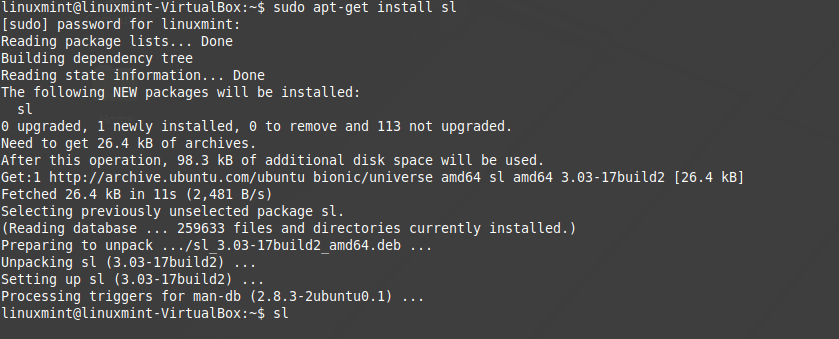 linuxmint@linuxmint-VirtualBox:~$ sudo apt-get install sl
[sudo] password for linuxmint:
Reading package lists... Done
Building dependency tree
Reading state information... Done
The following NEW packages will be installed:
  sl
0 upgraded, 1 newly installed, 0 to remove and 113 not upgraded.
Need to get 26.4 kB of archives.
After this operation, 98.3 kB of additional disk space will be used.
Get:1 http://archive.ubuntu.com/ubuntu bionic/universe amd64 sl amd64 3.03-17build2 [26.4 kB]
Fetched 26.4 kB in 11s (2,481 B/s)
Selecting previously unselected package sl.
(Reading database ... 259633 files and directories currently installed.)
Preparing to unpack .../sl_3.03-17build2_amd64.deb ...
Unpacking sl (3.03-17build2) ...
Setting up sl (3.03-17build2) ...
Processing triggers for man-db (2.8.3-2ubuntu0.1) ...
linuxmint@linuxmint-VirtualBox:~$ sl